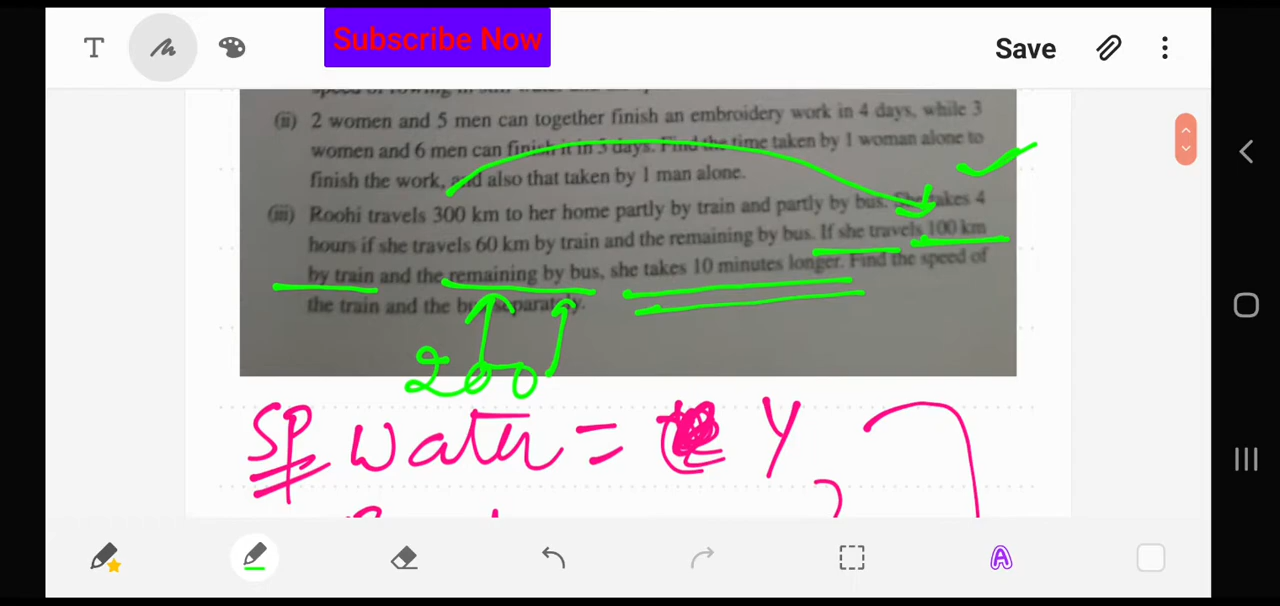 T
Subscribe Now
Save
(ii) 2 women and 5 men can together finish an embroidery work in 4 days, while 3
women and 6 men can finish it in 3 days. Find the time taken by 1 woman alone to
finish the work, and also that taken by 1 man alone.
(iii) Roohi travels 300 km to her home partly by train and partly by bus. She takes 4
hours if she travels 60 km by train and the remaining by bus. If she travels 100 km
by train and the remaining by bus, she takes 10 minutes longer. Find the speed of
the train and the bus separately.
200
SP Water = Y
A